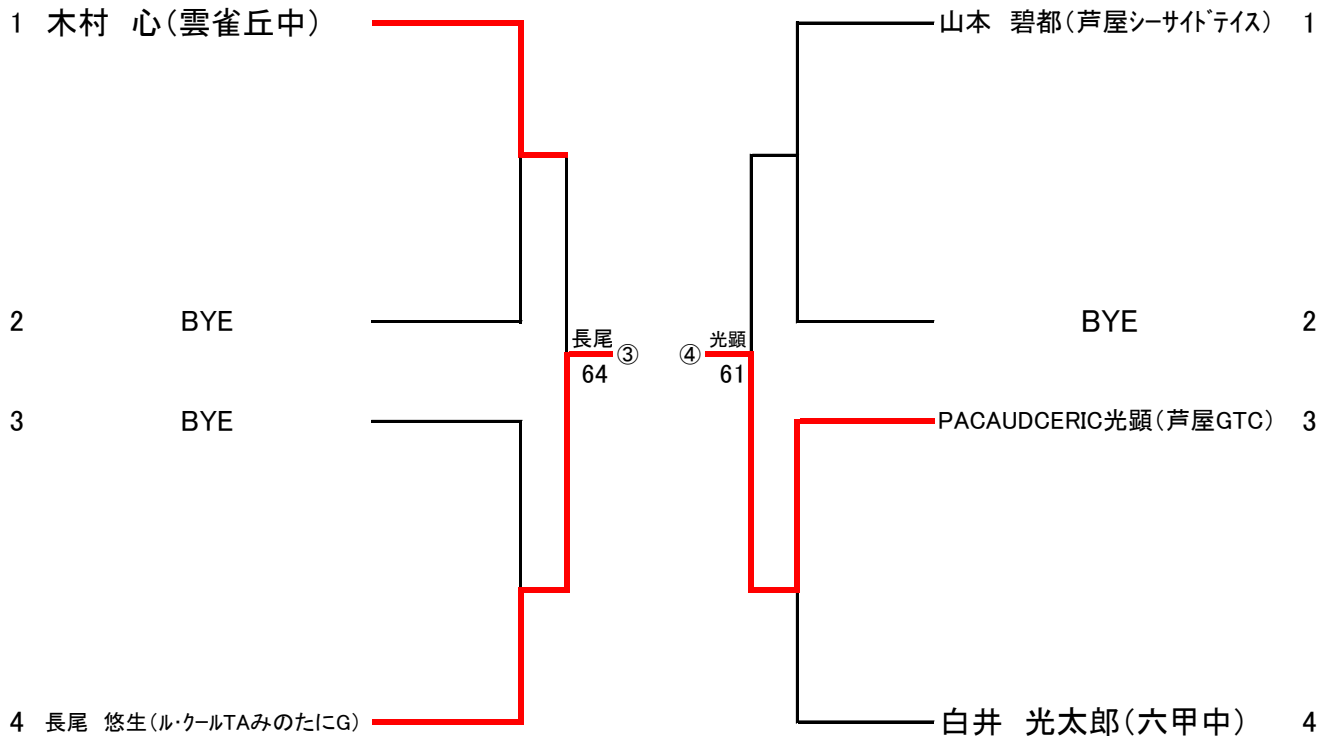 1 木村 心(雲雀丘中)
2 BYE
3 BYE
4 長尾 悠生(ル・クールTAみのたにG)
長尾 ③
64
④ 光顕
61
山本 碧都(芦屋シーサイドテイス) 1
BYE 2
PACAUDCERIC光顕(芦屋GTC) 3
白井 光太郎(六甲中) 4